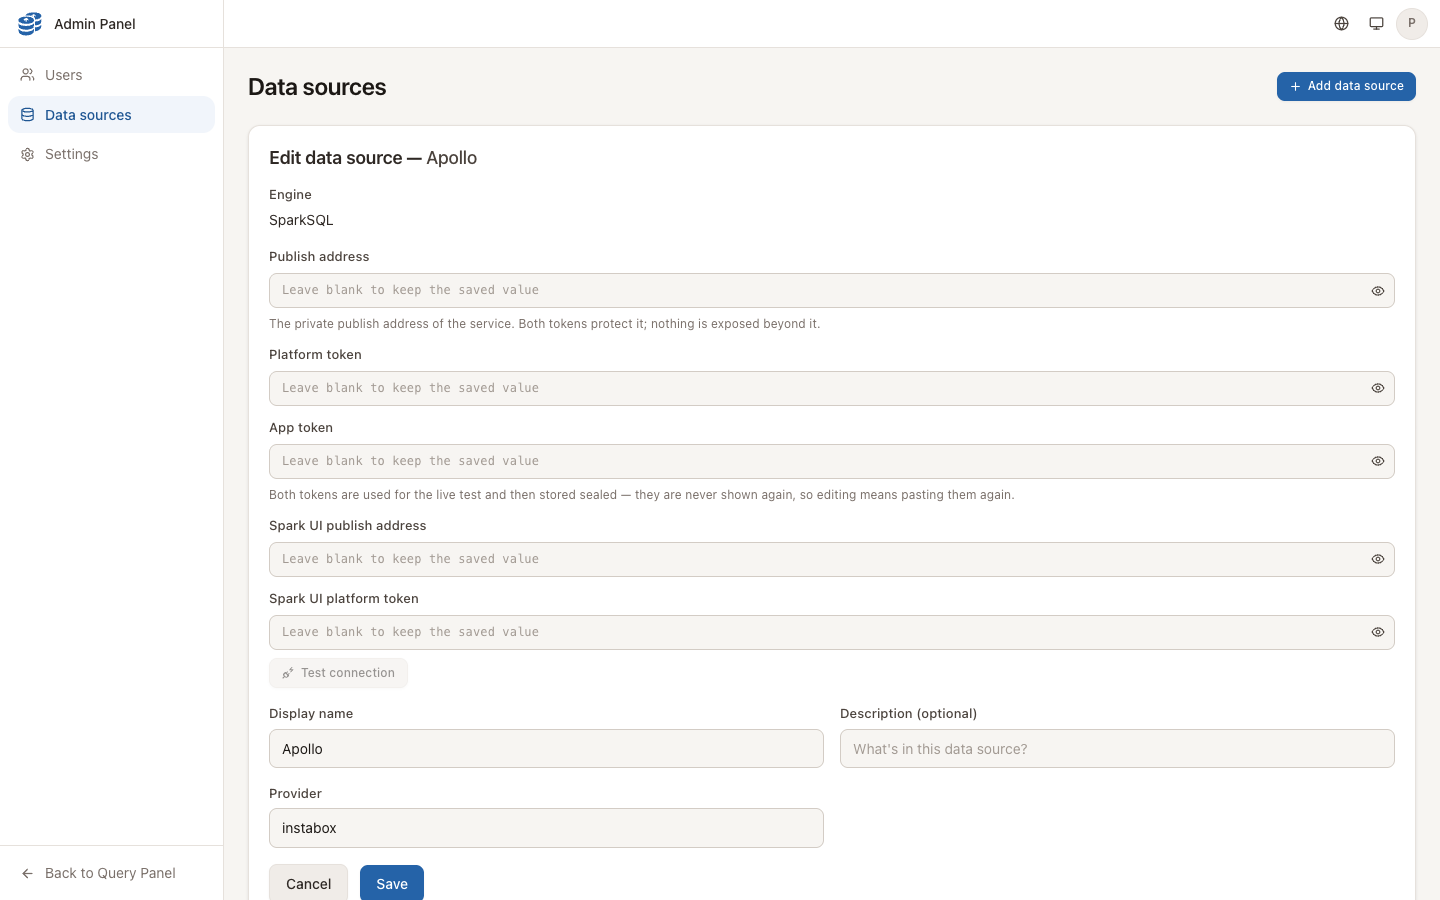 Admin Panel
P
Users
Data sources
Settings
Back to Query Panel
Data sources
Add data source
Edit data source — Apollo
Engine
SparkSQL
Publish address
Leave blank to keep the saved value
The private publish address of the service. Both tokens protect it; nothing is exposed beyond it.
Platform token
Leave blank to keep the saved value
App token
Leave blank to keep the saved value
Both tokens are used for the live test and then stored sealed — they are never shown again, so editing means pasting them again.
Spark UI publish address
Leave blank to keep the saved value
Spark UI platform token
Leave blank to keep the saved value
Test connection
Display name
Apollo
Description (optional)
What's in this data source?
Provider
instabox
Cancel
Save